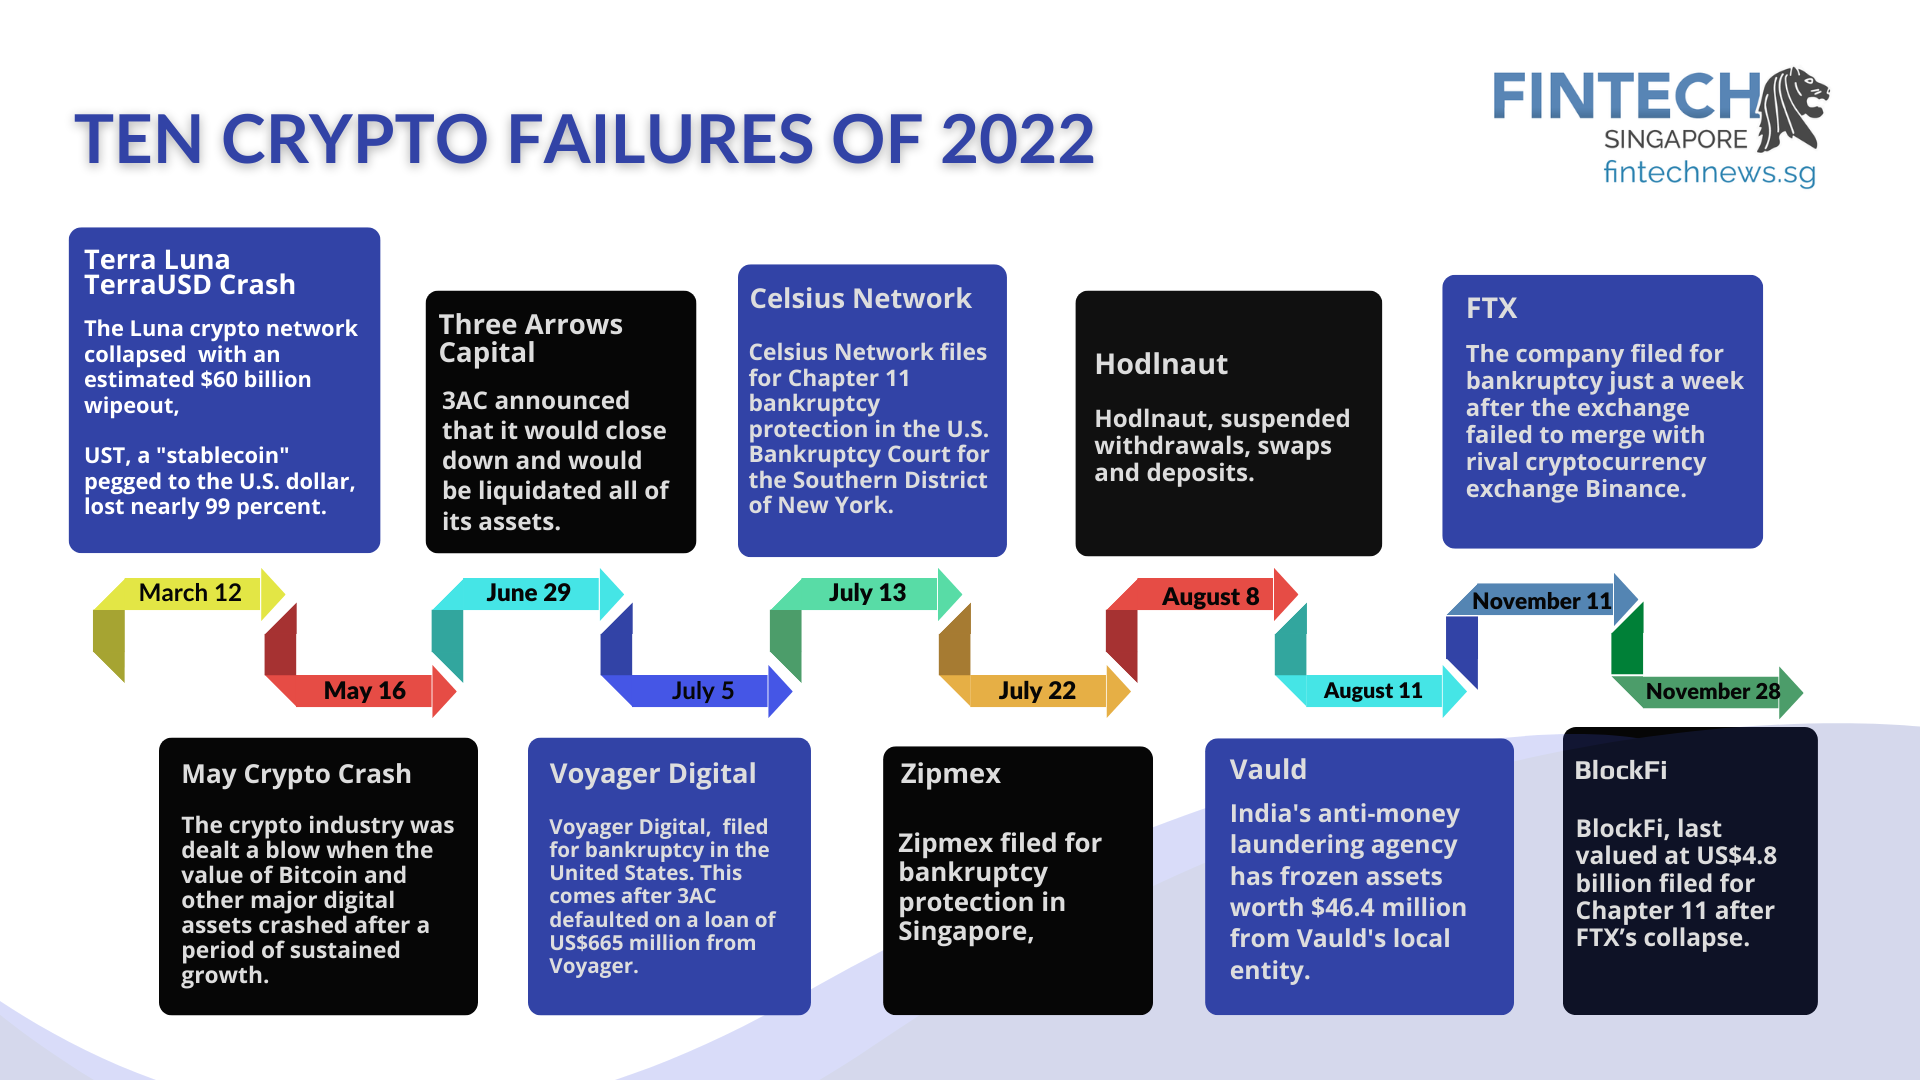 TEN CRYPTO FAILURES OF 2022
FINTECH
SINGAPORE
fintechnews.sg
Terra Luna
TerraUSD Crash
The Luna crypto network
collapsed  with an
estimated $60 billion
wipeout,
UST, a "stablecoin"
pegged to the U.S. dollar,
lost nearly 99 percent.
Three Arrows
Capital
3AC announced
that it would close
down and would
be liquidated all of
its assets.
Celsius Network
Celsius Network files
for Chapter 11
bankruptcy
protection in the U.S.
Bankruptcy Court for
the Southern District
of New York.
Hodlnaut
Hodlnaut, suspended
withdrawals, swaps
and deposits.
FTX
The company filed for
bankruptcy just a week
after the exchange
failed to merge with
rival cryptocurrency
exchange Binance.
March 12
June 29
July 13
August 8
November 11
May 16
July 5
July 22
August 11
November 28
May Crypto Crash
The crypto industry was
dealt a blow when the
value of Bitcoin and
other major digital
assets crashed after a
period of sustained
growth.
Voyager Digital
Voyager Digital,  filed
for bankruptcy in the
United States. This
comes after 3AC
defaulted on a loan of
US$665 million from
Voyager.
Zipmex
Zipmex filed for
bankruptcy
protection in
Singapore,
Vauld
India's anti-money
laundering agency
has frozen assets
worth $46.4 million
from Vauld's local
entity.
BlockFi
BlockFi, last
valued at US$4.8
billion filed for
Chapter 11 after
FTX’s collapse.